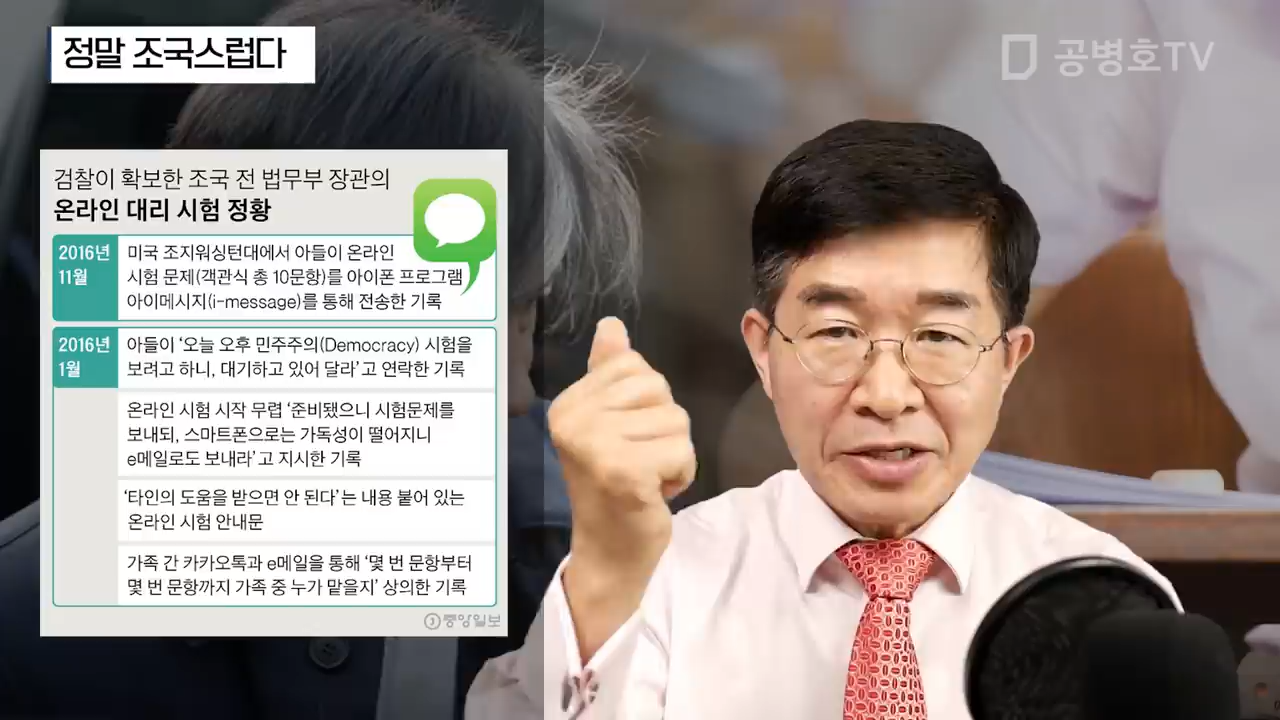 정말 조국스럽다
공병호TV
검찰이 확보한 조국 전 법무부 장관의
온라인 대리 시험 정황
2016년
11월
미국 조지워싱턴대에서 아들이 온라인
시험 문제(객관식 총 10문항)를 아이폰 프로그램
아이메시지(i-message)를 통해 전송한 기록
2016년
1월
아들이 ‘오늘 오후 민주주의(Democracy) 시험을
보려고 하니, 대기하고 있어 달라’고 연락한 기록
온라인 시험 시작 무렵 ‘준비됐으니 시험문제를
보내되, 스마트폰으로는 가독성이 떨어지니
e메일로도 보내라’고 지시한 기록
‘타인의 도움을 받으면 안 된다’는 내용 붙어 있는
온라인 시험 안내문
가족 간 카카오톡과 e메일을 통해 ‘몇 번 문항부터
몇 번 문항까지 가족 중 누가 맡을지’ 상의한 기록
중앙일보